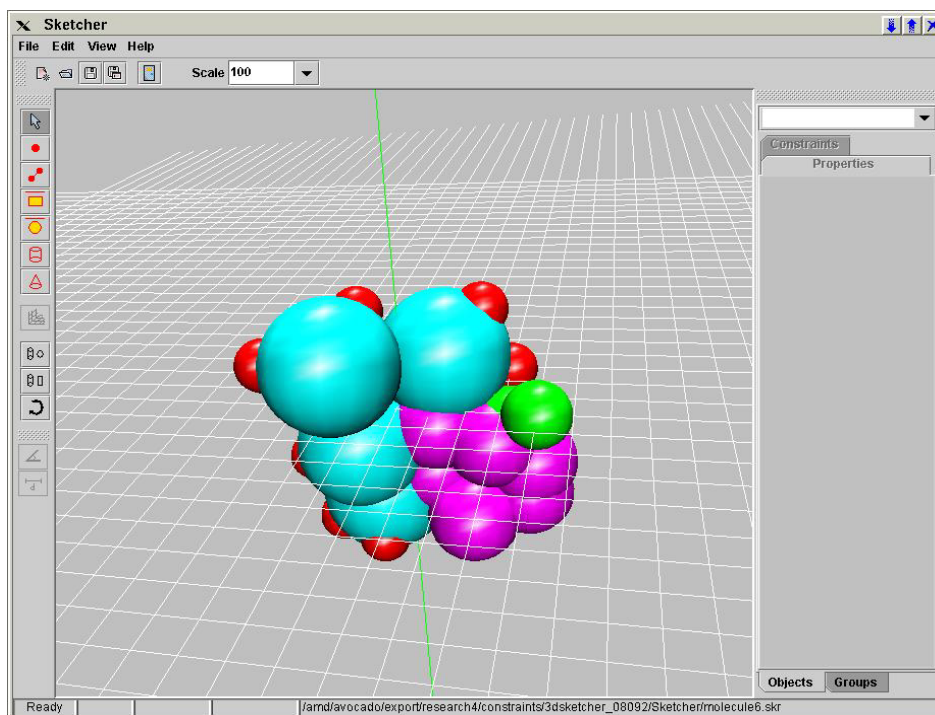 Sketcher
File Edit View Help
Scale 100
Constraints
Properties
Objects Groups
Ready /amd/avocado/export/research4/constraints/3dsketcher_08092/Sketcher/molecule6.skr